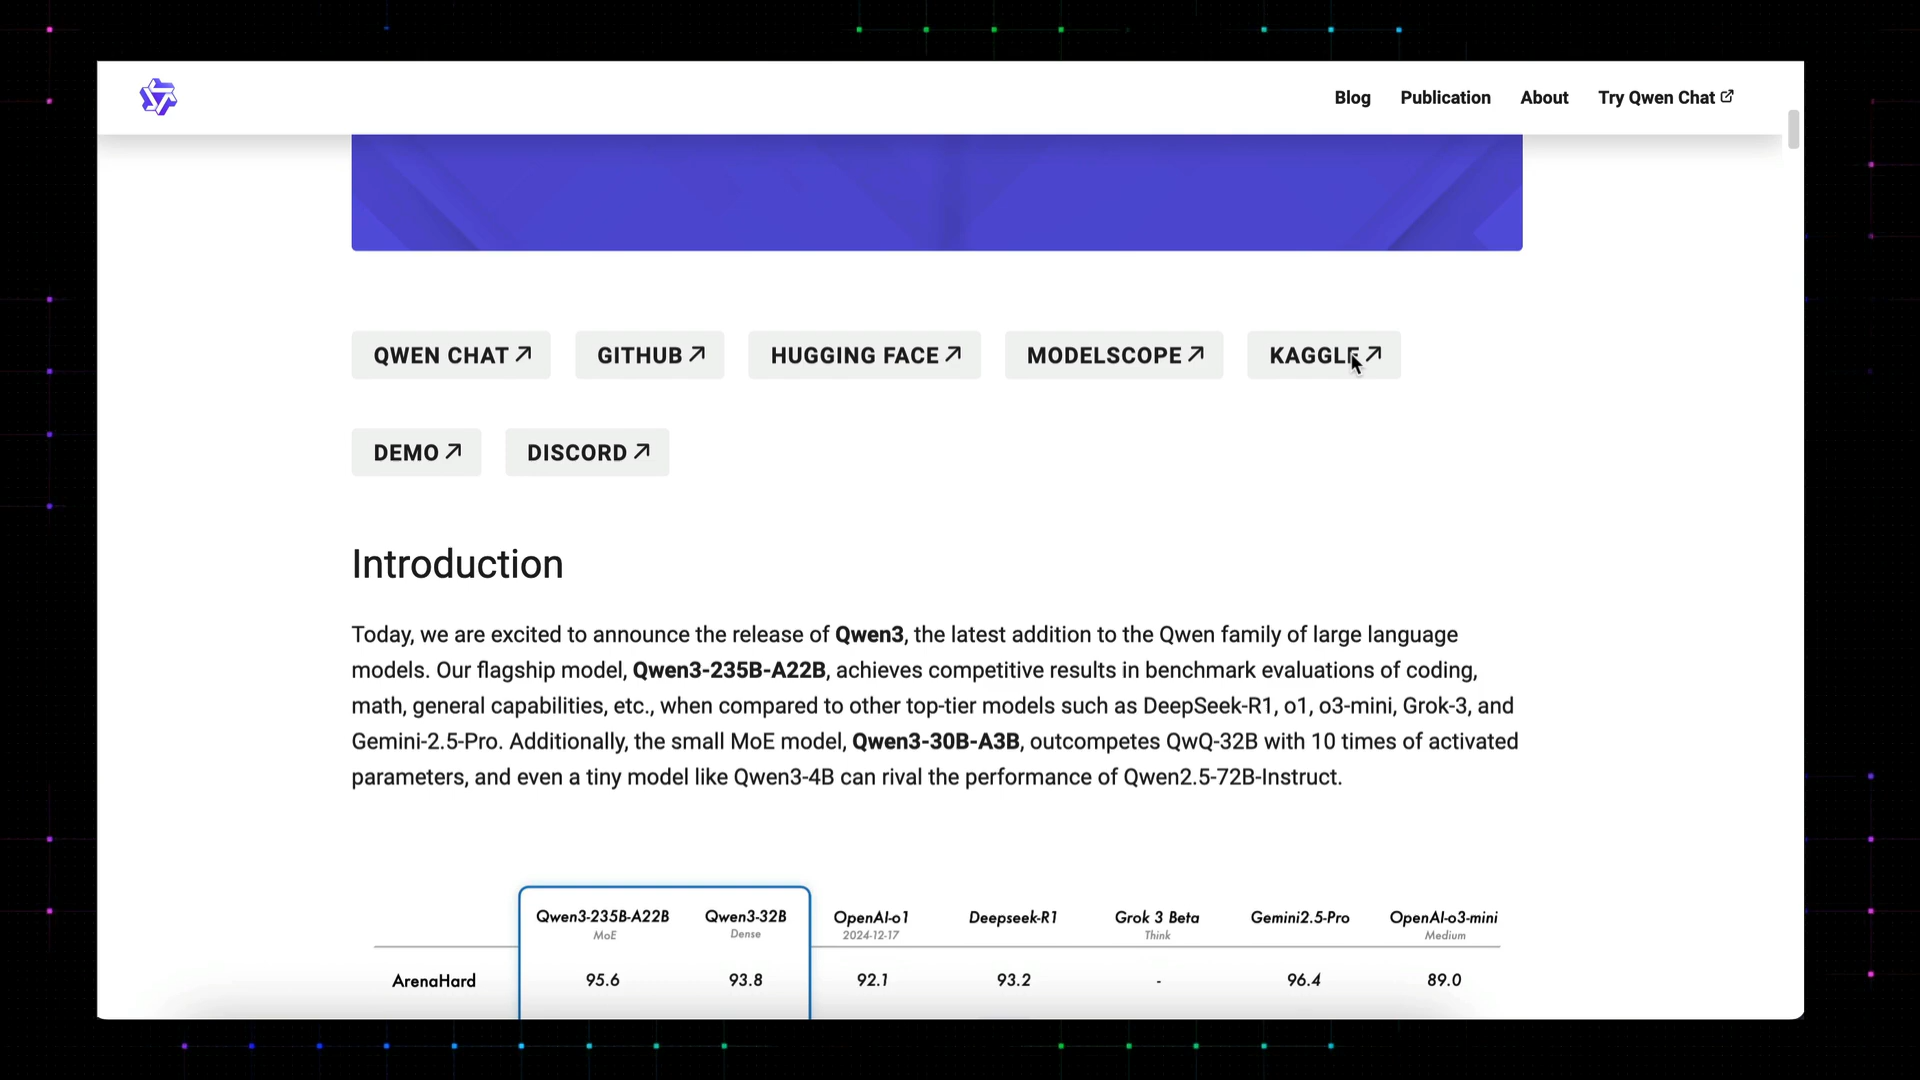 Blog Publication About Try Qwen Chat
QWEN CHAT GITHUB HUGGING FACE MODELSCOPE KAGGLE
DEMO DISCORD
Introduction
Today, we are excited to announce the release of Qwen3, the latest addition to the Qwen family of large language
models. Our flagship model, Qwen3-235B-A22B, achieves competitive results in benchmark evaluations of coding,
math, general capabilities, etc., when compared to other top-tier models such as DeepSeek-R1, o1, o3-mini, Grok-3, and
Gemini-2.5-Pro. Additionally, the small MoE model, Qwen3-30B-A3B, outcompetes QwQ-32B with 10 times of activated
parameters, and even a tiny model like Qwen3-4B can rival the performance of Qwen2.5-72B-Instruct.
Qwen3-235B-A22B Qwen3-32B OpenAI-o1 Deepseek-R1 Grok 3 Beta Gemini2.5-Pro OpenAI-o3-mini
MoE Dense 2024-12-17 Think Medium
ArenaHard 95.6 93.8 92.1 93.2 - 96.4 89.0